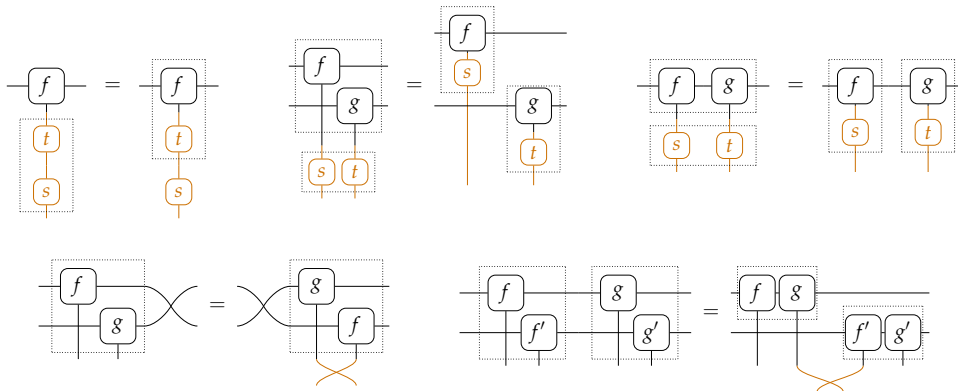 f = f
t t
s s
f = f
g s
s t g
t
f g = f g
s t s t
f = g
g f
f g = f g
f′ g′ f′ g′